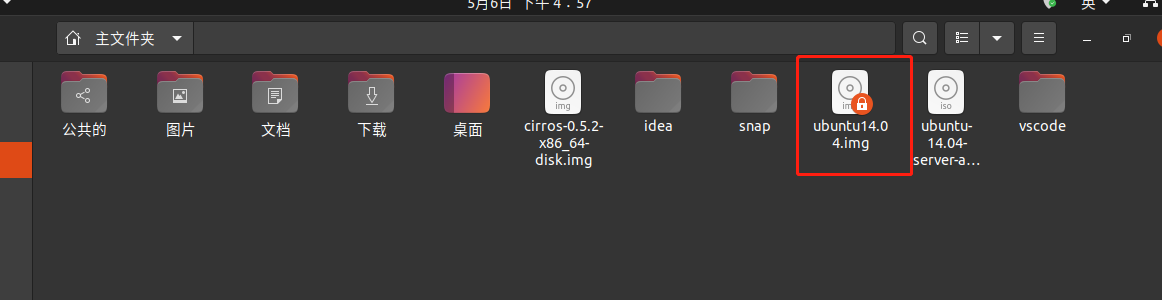 5月6日 下午 4：57
英
主文件夹
公共的
图片
文档
下载
桌面
img
cirros-0.5.2-
x86_64-
disk.img
idea
snap
ubuntu14.0
4.img
iso
ubuntu-
14.04-
server-a…
vscode